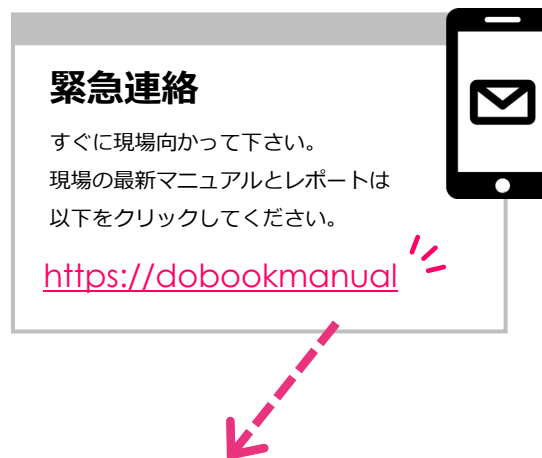 緊急連絡
すぐに現場向かって下さい。
現場の最新マニュアルとレポートは
以下をクリックしてください。
https://dobookmanual